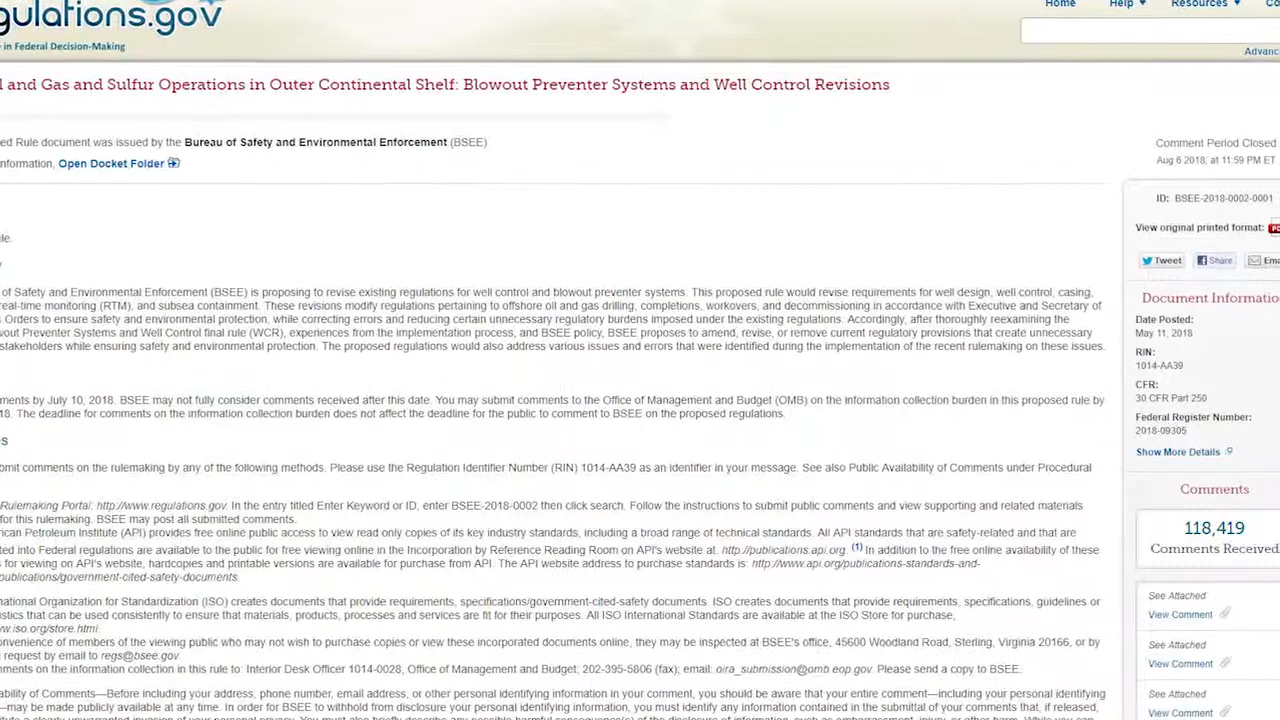 gulations.gov
e in Federal Decision-Making
Home Help Resources Co
Advanc
l and Gas and Sulfur Operations in Outer Continental Shelf: Blowout Preventer Systems and Well Control Revisions
ed Rule document was issued by the Bureau of Safety and Environmental Enforcement (BSEE)
nformation, Open Docket Folder
Comment Period Closed
Aug 6 2018, at 11:59 PM ET
ule.
of Safety and Environmental Enforcement (BSEE) is proposing to revise existing regulations for well control and blowout preventer systems. This proposed rule would revise requirements for well design, well control, casing,
real-time monitoring (RTM), and subsea containment. These revisions modify regulations pertaining to offshore oil and gas drilling, completions, workovers, and decommissioning in accordance with Executive and Secretary of
s Orders to ensure safety and environmental protection, while correcting errors and reducing certain unnecessary regulatory burdens imposed under the existing regulations. Accordingly, after thoroughly reexamining the
wout Preventer Systems and Well Control final rule (WCR), experiences from the implementation process, and BSEE policy, BSEE proposes to amend, revise, or remove current regulatory provisions that create unnecessary
stakeholders while ensuring safety and environmental protection. The proposed regulations would also address various issues and errors that were identified during the implementation of the recent rulemaking on these issues.
ments by July 10, 2018. BSEE may not fully consider comments received after this date. You may submit comments to the Office of Management and Budget (OMB) on the information collection burden in this proposed rule by
18. The deadline for comments on the information collection burden does not affect the deadline for the public to comment to BSEE on the proposed regulations.
es
bmit comments on the rulemaking by any of the following methods. Please use the Regulation Identifier Number (RIN) 1014-AA39 as an identifier in your message. See also Public Availability of Comments under Procedural
Rulemaking Portal: http://www.regulations.gov. In the entry titled Enter Keyword or ID, enter BSEE-2018-0002 then click search. Follow the instructions to submit public comments and view supporting and related materials
for this rulemaking. BSEE may post all submitted comments.
rican Petroleum Institute (API) provides free online public access to view read only copies of its key industry standards, including a broad range of technical standards. All API standards that are safety-related and that are
ted into Federal regulations are available to the public for free viewing online in the Incorporation by Reference Reading Room on API's website at. http://publications.api.org. (1) In addition to the free online availability of these
s for viewing on API's website, hardcopies and printable versions are available for purchase from API. The API website address to purchase standards is: http://www.api.org/publications-standards-and-
publications/government-cited-safety-documents.
national Organization for Standardization (ISO) creates documents that provide requirements, specifications/government-cited-safety documents. ISO creates documents that provide requirements, specifications, guidelines or
istics that can be used consistently to ensure that materials, products, processes and services are fit for their purposes. All ISO International Standards are available at the ISO Store for purchase,
ww.iso.org/store.html.
onvenience of members of the viewing public who may not wish to purchase copies or view these incorporated documents online, they may be inspected at BSEE's office, 45600 Woodland Road, Sterling, Virginia 20166, or by
request by email to regs@bsee.gov.
mments on the information collection in this rule to: Interior Desk Officer 1014-0028, Office of Management and Budget; 202-395-5806 (fax); email: oira_submission@omb.eop.gov. Please send a copy to BSEE.
ability of Comments—Before including your address, phone number, email address, or other personal identifying information in your comment, you should be aware that your entire comment—including your personal identifying
—may be made publicly available at any time. In order for BSEE to withhold from disclosure your personal identifying information, you must identify any information contained in the submittal of your comments that, if released,
ID: BSEE-2018-0002-0001
View original printed format:
Tweet Share Ema
Document Informatio
Date Posted:
May 11, 2018
RIN:
1014-AA39
CFR:
30 CFR Part 250
Federal Register Number:
2018-09305
Show More Details
Comments
118,419
Comments Received
See Attached
View Comment
See Attached
View Comment
See Attached
View Comment